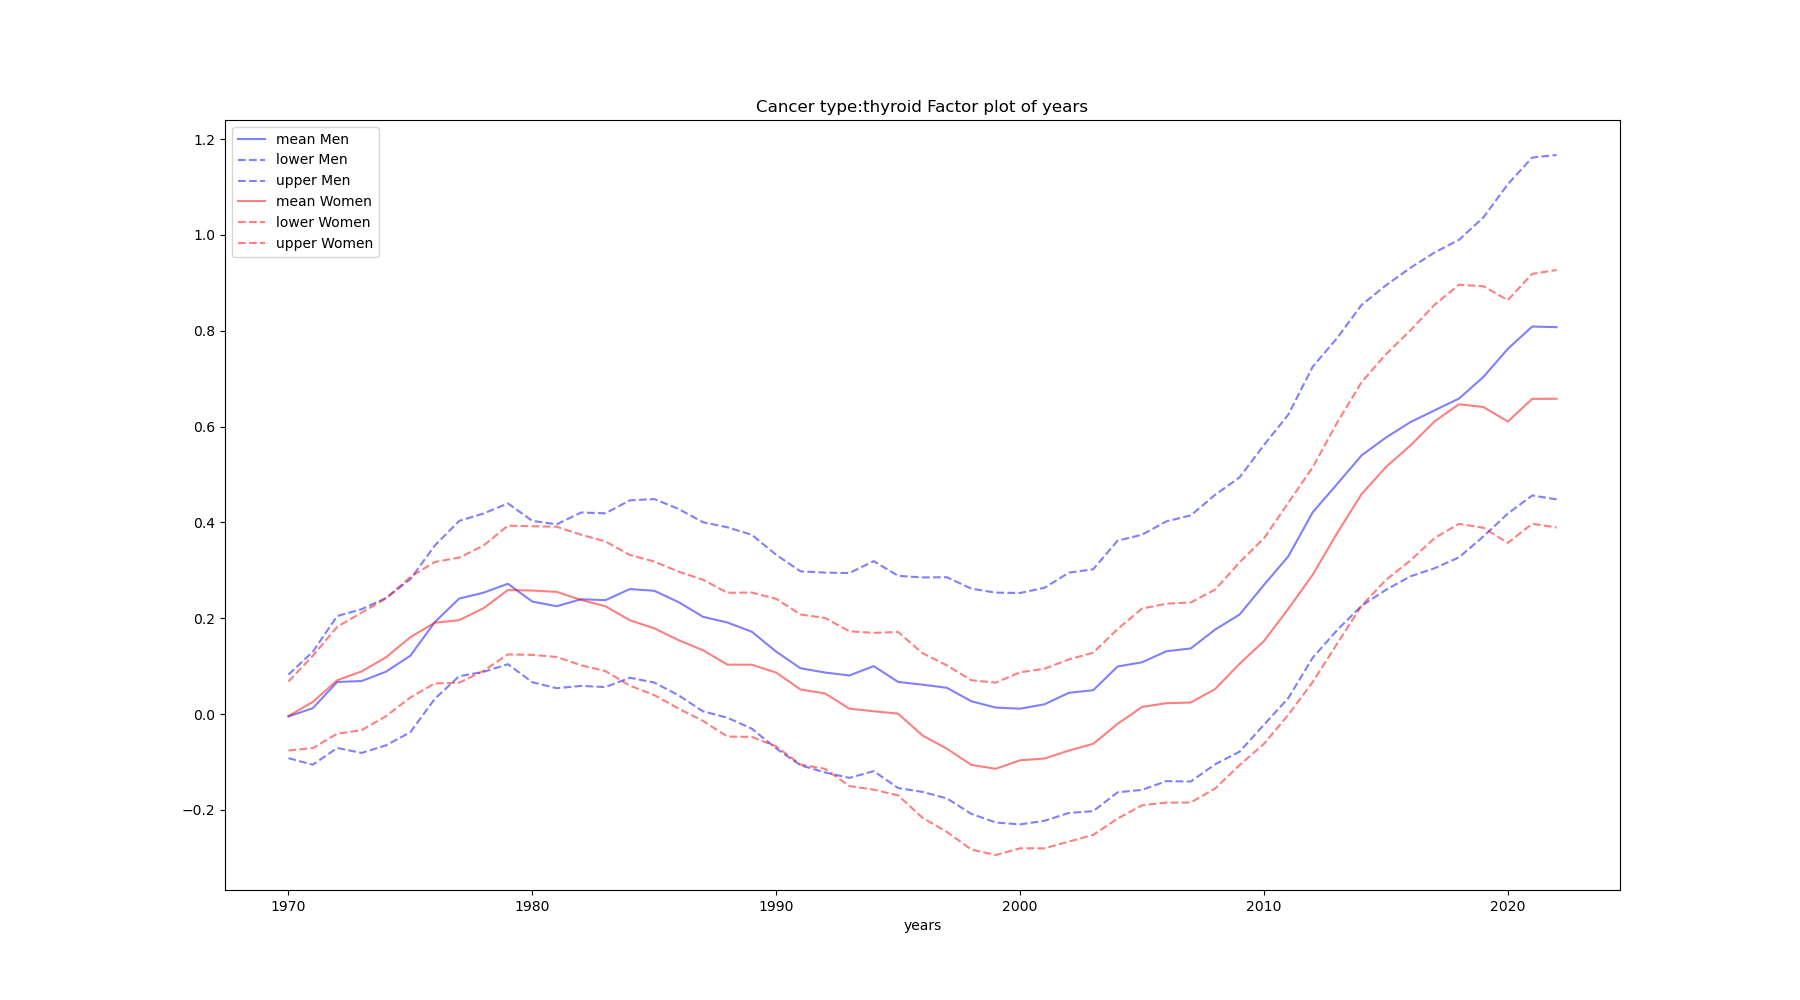 Cancer type:thyroid Factor plot of years
mean Men
lower Men
upper Men
mean Women
lower Women
upper Women
1.2
1.0
0.8
0.6
0.4
0.2
0.0
−0.2
1970 1980 1990 2000 2010 2020
years